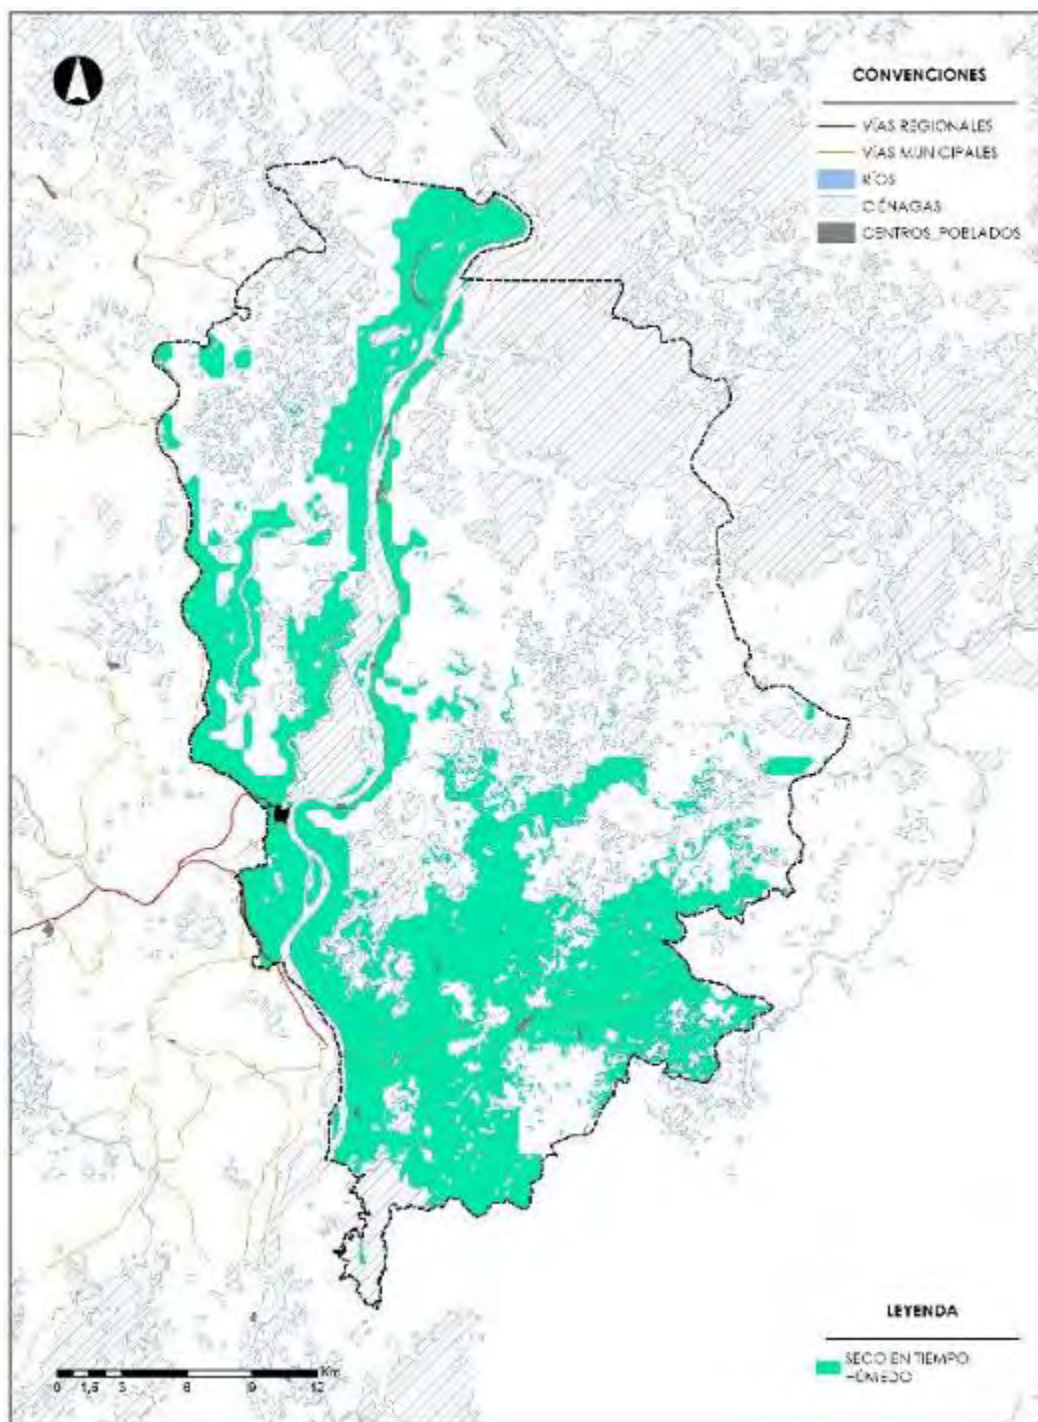 CONVENCIONES
VÍAS REGIONALES
VÍAS MUNICIPALES
RÍOS
CIÉNAGAS
CENTROS_POBLADOS
LEYENDA
SECO EN TIEMPO
HÚMEDO
Km
0 1,5 3 6 9 12